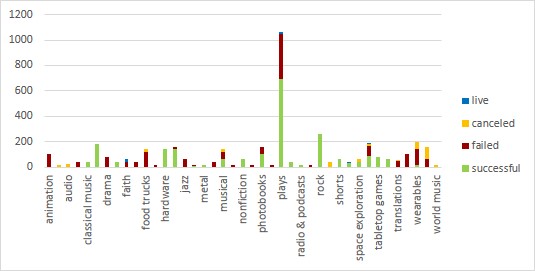 1200
1000
800
600
400
200
0
animation
audio
classical music
drama
faith
food trucks
hardware
jazz
metal
musical
nonfiction
photobooks
plays
radio & podcasts
rock
shorts
space exploration
tabletop games
translations
wearables
world music
live
canceled
failed
successful